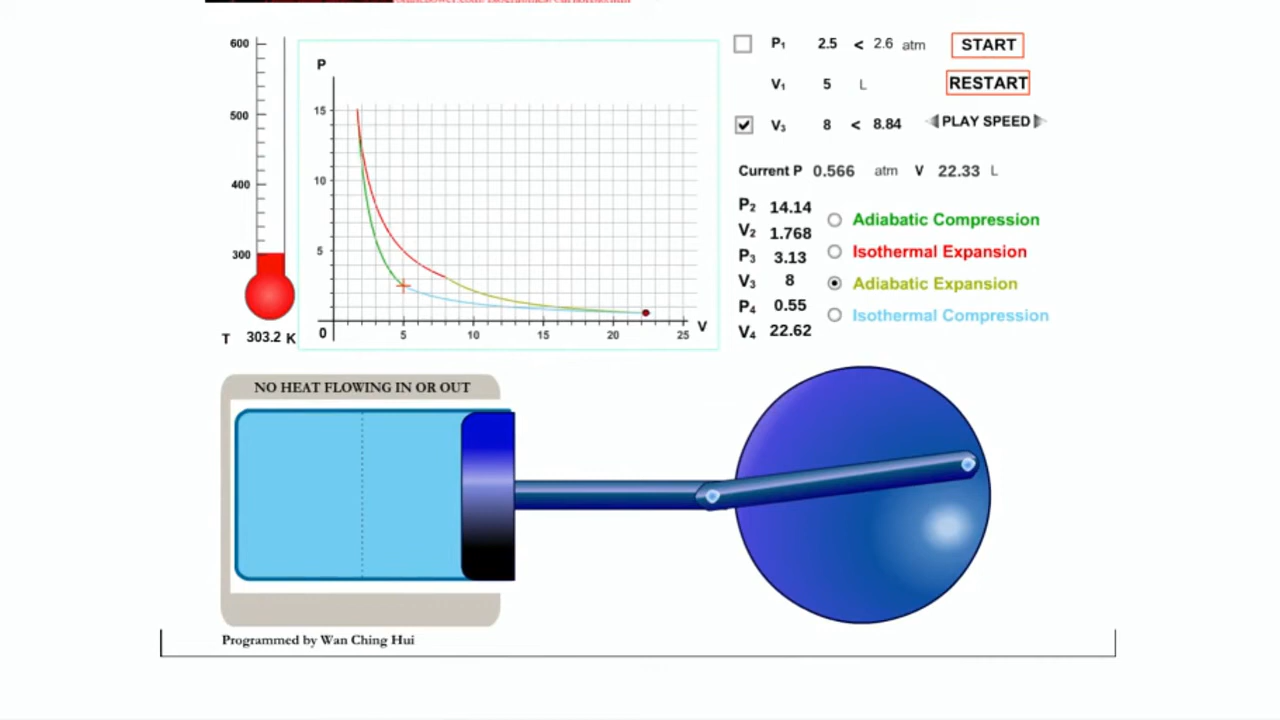 600
500
400
300
T 303.2 K
P
15
10
5
0
5 10 15 20 25
V
P1 2.5 < 2.6 atm
V1 5 L
V3 8 < 8.84
START
RESTART
PLAY SPEED
Current P 0.566 atm V 22.33 L
P2 14.14
V2 1.768
P3 3.13
V3 8
P4 0.55
V4 22.62
Adiabatic Compression
Isothermal Expansion
Adiabatic Expansion
Isothermal Compression
NO HEAT FLOWING IN OR OUT
Programmed by Wan Ching Hui